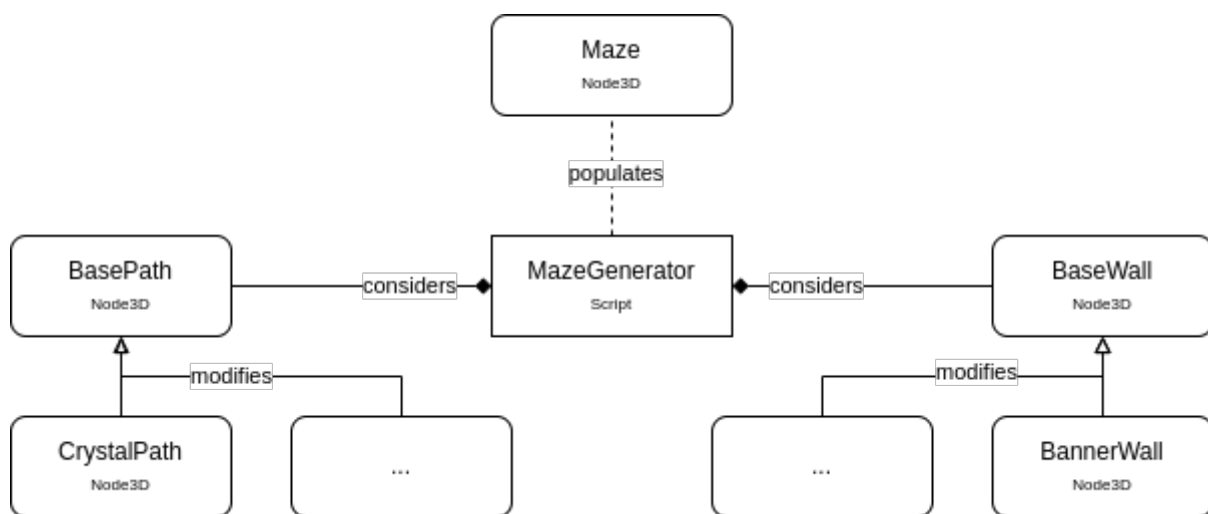 Maze
Node3D
populates
BasePath
Node3D
considers
MazeGenerator
Script
considers
BaseWall
Node3D
modifies
modifies
CrystalPath
Node3D
...
...
BannerWall
Node3D